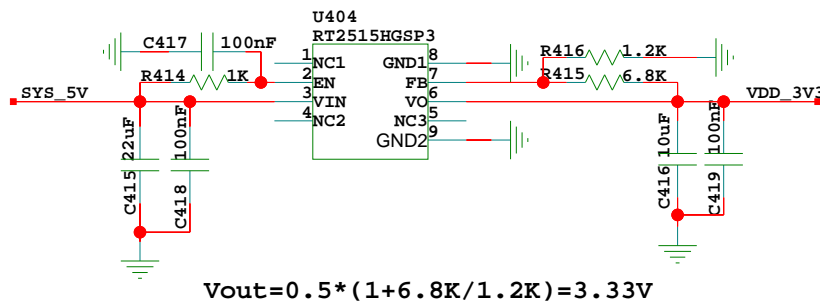 U404
RT2515HGSP3
C417 100nF
R414 1K
1 NC1 GND1 8
2 EN FB 7
3 VIN VO 6
4 NC2 NC3 5
GND2 9
R416 1.2K
R415 6.8K
SYS_5V
VDD_3V3
C415 22uF
C418 100nF
C416 10uF
C419 100nF
Vout=0.5*(1+6.8K/1.2K)=3.33V